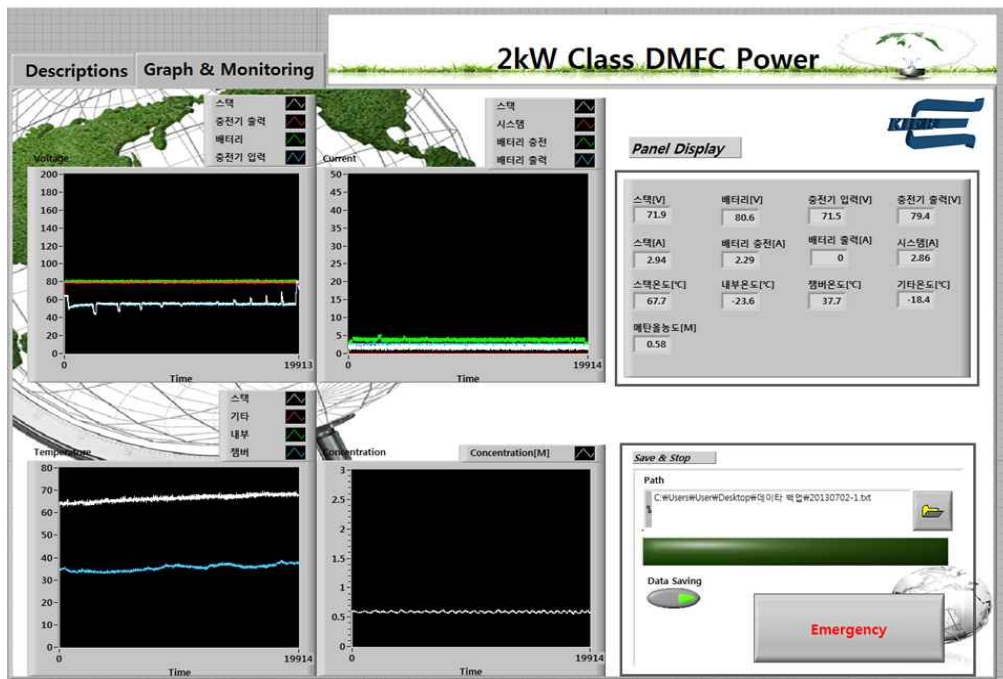 2kW Class DMFC Power
Descriptions
Graph & Monitoring
스택
충전기 출력
배터리
충전기 입력
Voltage
200
180
160
140
120
100
80
60
40
20
0
0
19913
Time
스택
시스템
배터리 충전
배터리 출력
Current
50
45
40
35
30
25
20
15
10
5
0
0
19914
Time
KIER
Panel Display
스택[V] 배터리[V] 충전기 입력[V] 충전기 출력[V]
71.9 80.6 71.5 79.4
스택[A] 배터리 충전[A] 배터리 출력[A] 시스템[A]
2.94 2.29 0 2.86
스택온도[℃] 내부온도[℃] 챔버온도[℃] 기타온도[℃]
67.7 -23.6 37.7 -18.4
메탄올농도[M]
0.58
스택
기타
내부
챔버
Temperature
80
70
60
50
40
30
20
10
0
0
19914
Time
Concentration
Concentration[M]
3
2.5
2
1.5
1
0.5
0
0
19914
Time
Save & Stop
Path
C:₩Users₩User₩Desktop₩데이타 백업₩20130702-1.txt
Data Saving
Emergency